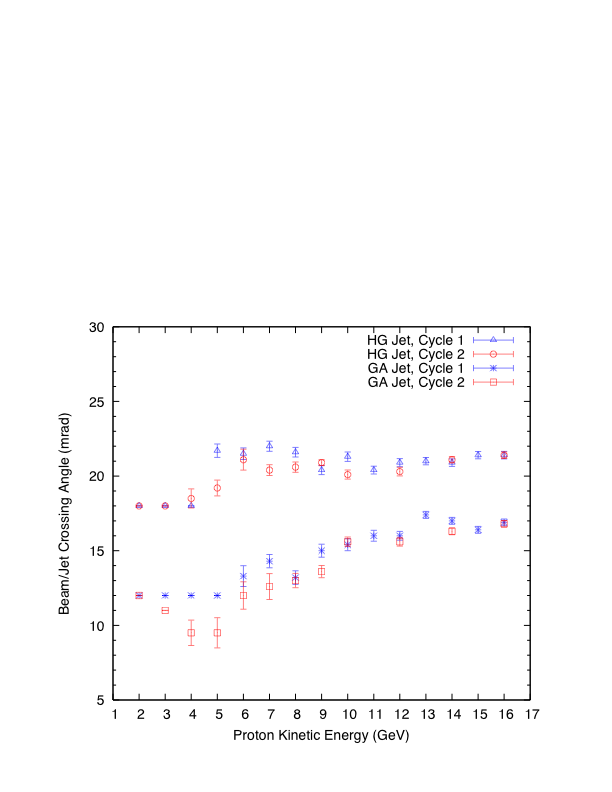 30
25
20
15
10
5
HG Jet, Cycle 1
HG Jet, Cycle 2
GA Jet, Cycle 1
GA Jet, Cycle 2
Beam/Jet Crossing Angle (mrad)
1 2 3 4 5 6 7 8 9 10 11 12 13 14 15 16 17
Proton Kinetic Energy (GeV)